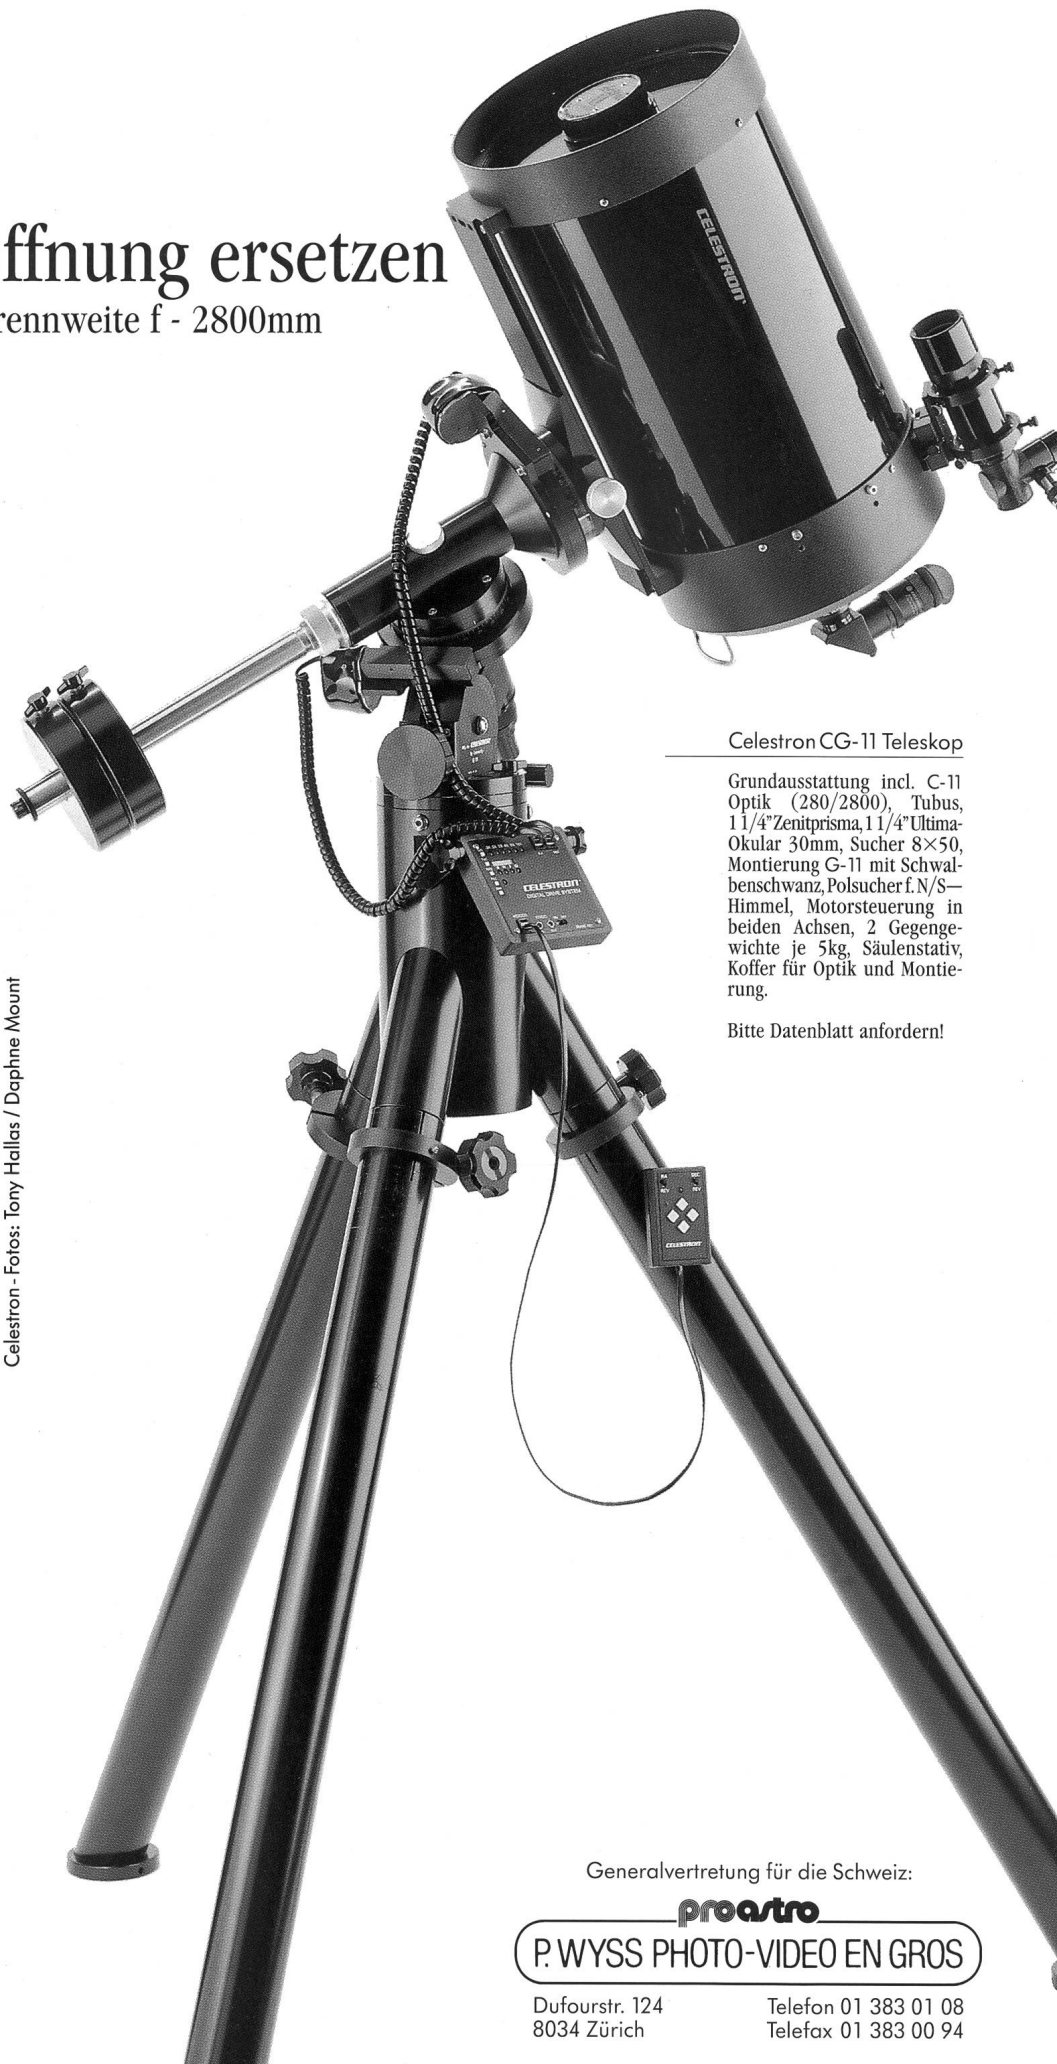 ffnung ersetzen
rennweite f - 2800mm
CELESTRON
Celestron CG-11 Teleskop
Grundausstattung incl. C-11
Optik (280/2800), Tubus,
1 1/4" Zenitprisma, 1 1/4" Ultima-
Okular 30mm, Sucher 8×50,
Montierung G-11 mit Schwal-
benschwanz, Polsucher f. N/S—
Himmel, Motorsteuerung in
beiden Achsen, 2 Gegenge-
wichte je 5kg, Säulenstativ,
Koffer für Optik und Montie-
rung.
Bitte Datenblatt anfordern!
CELESTRON
DIGITAL DRIVE SYSTEM
RA DEC
REV REV
CELESTRON
Celestron - Fotos: Tony Hallas / Daphne Mount
Generalvertretung für die Schweiz:
proastro
P. WYSS PHOTO-VIDEO EN GROS
Dufourstr. 124
8034 Zürich
Telefon 01 383 01 08
Telefax 01 383 00 94